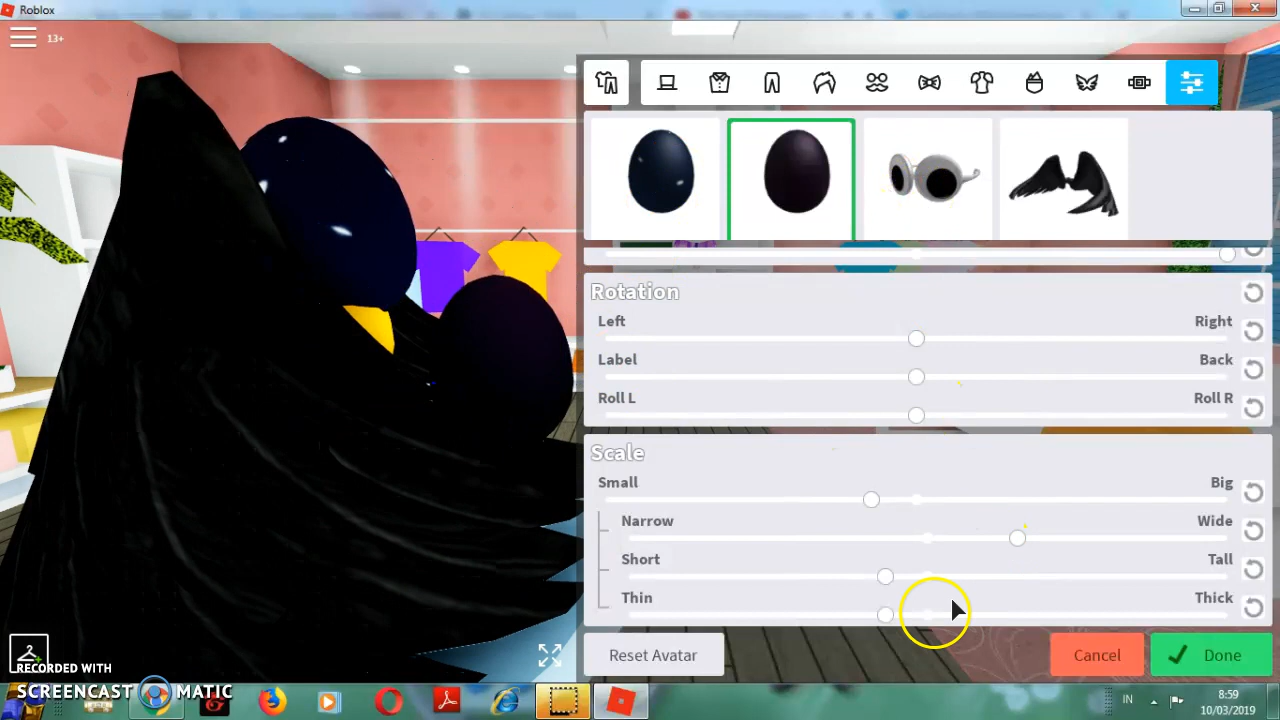 Roblox
13+
Rotation
Left Right
Label Back
Roll L Roll R
Scale
Small Big
Narrow Wide
Short Tall
Thin Thick
Reset Avatar Cancel Done
RECORDED WITH
SCREENCAST MATIC
IN 8:59
10/03/2019